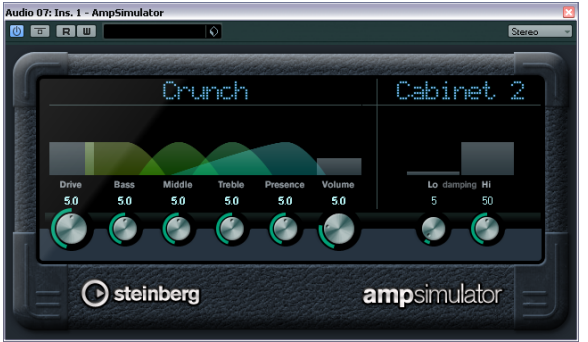 Audio 07: Ins. 1 - AmpSimulator
R W Stereo
Crunch Cabinet 2
Drive Bass Middle Treble Presence Volume Lo damping Hi
5.0 5.0 5.0 5.0 5.0 5.0 5 50
steinberg ampsimulator